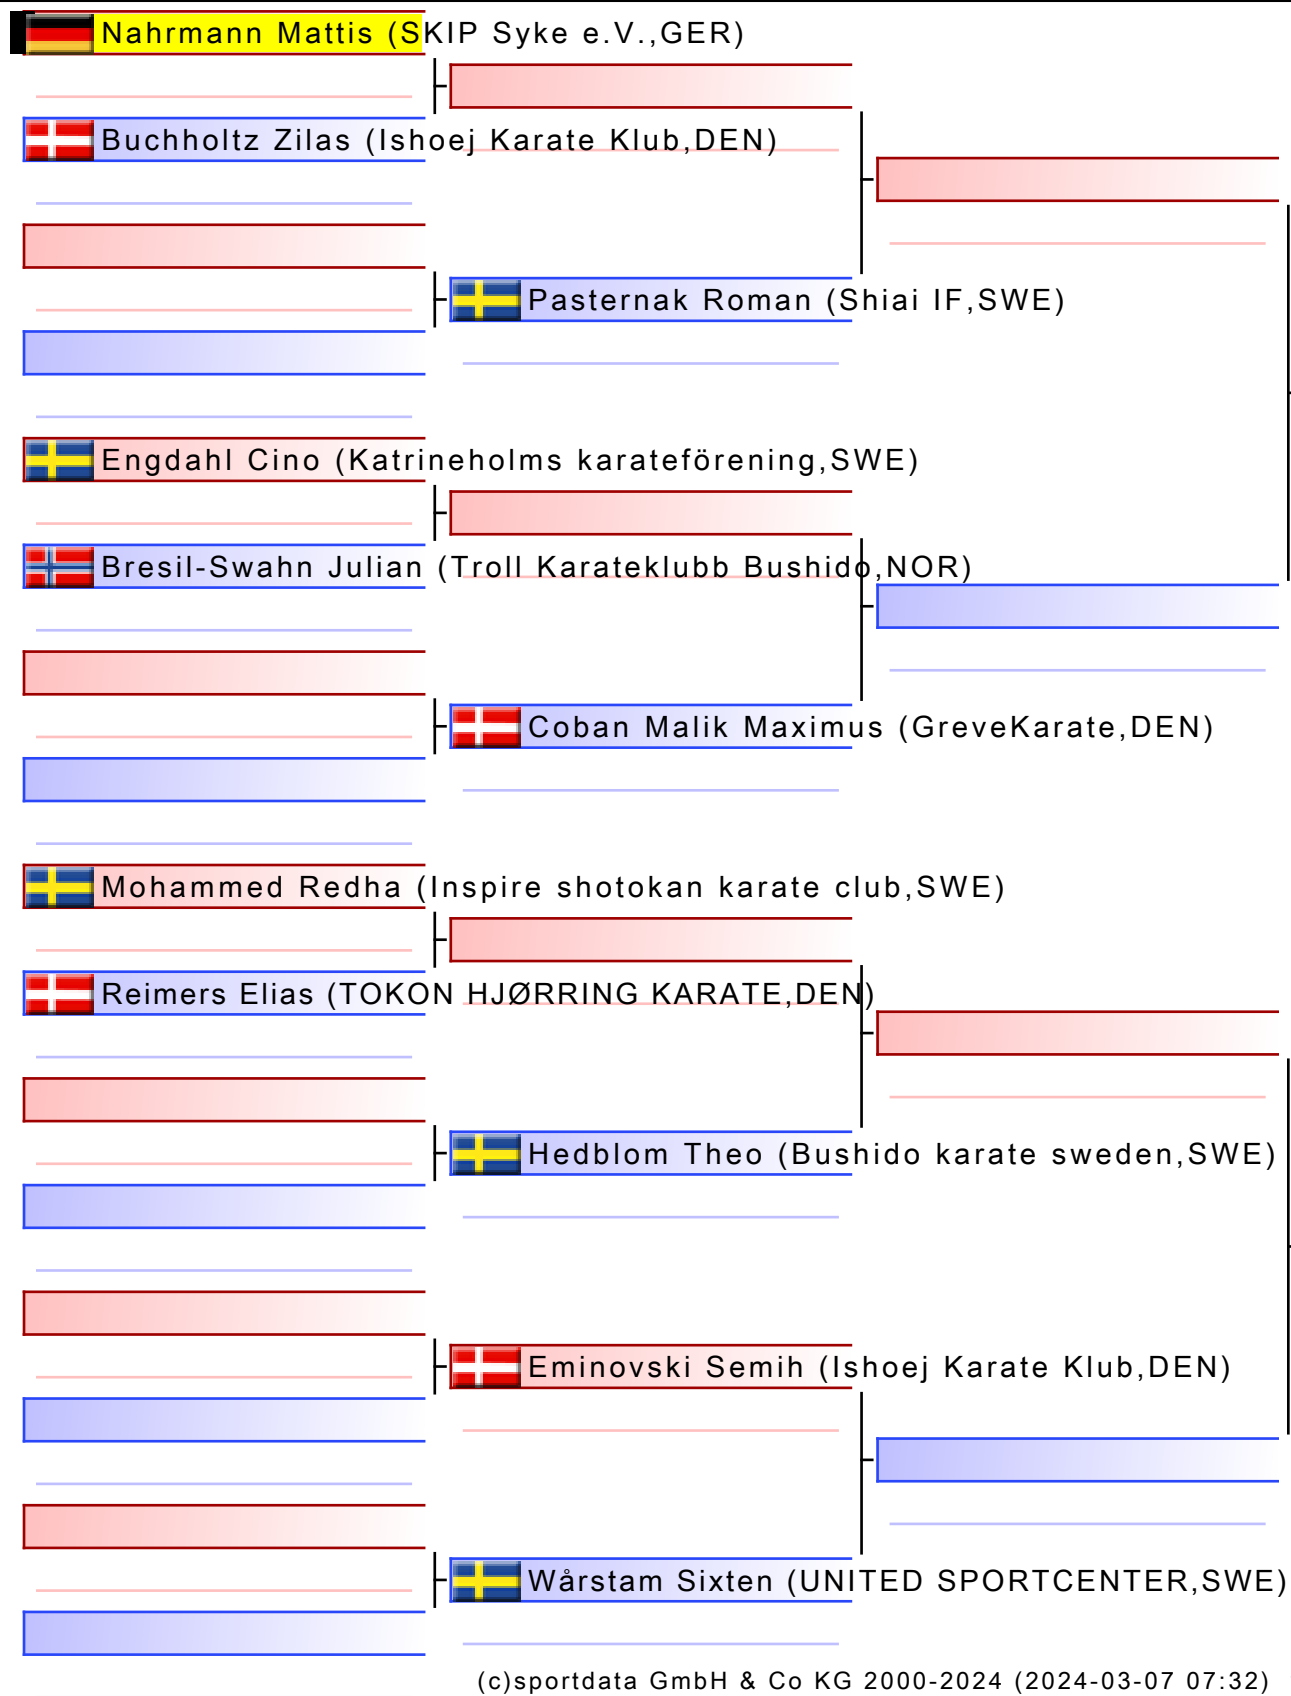 Nahrmann Mattis (SKIP Syke e.V.,GER)
Buchholtz Zilas (Ishoej Karate Klub,DEN)
Pasternak Roman (Shiai IF,SWE)
Engdahl Cino (Katrineholms karateförening,SWE)
Bresil-Swahn Julian (Troll Karateklubb Bushido,NOR)
Coban Malik Maximus (GreveKarate,DEN)
Mohammed Redha (Inspire shotokan karate club,SWE)
Reimers Elias (TOKON HJØRRING KARATE,DEN)
Hedblom Theo (Bushido karate sweden,SWE)
Eminovski Semih (Ishoej Karate Klub,DEN)
Wårstam Sixten (UNITED SPORTCENTER,SWE)
(c)sportdata GmbH & Co KG 2000-2024 (2024-03-07 07:32)